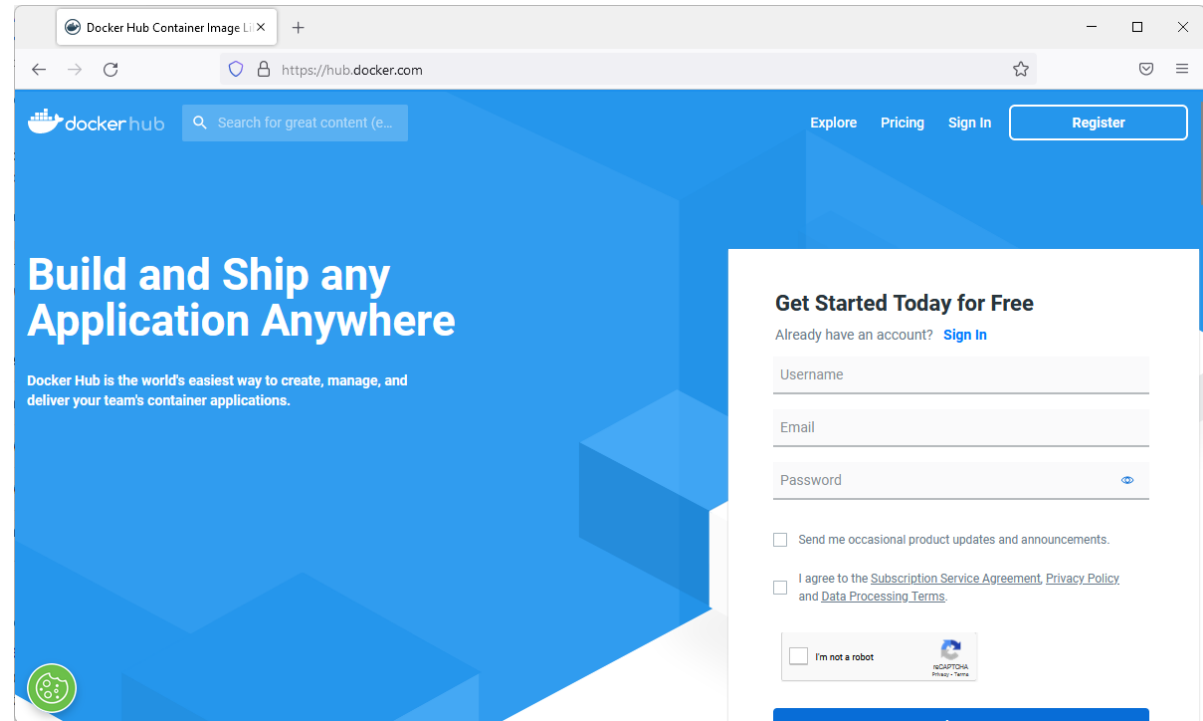 Docker Hub Container Image Li
https://hub.docker.com
docker hub
Search for great content (e...
Explore
Pricing
Sign In
Register
Build and Ship any
Application Anywhere
Docker Hub is the world's easiest way to create, manage, and
deliver your team's container applications.
Get Started Today for Free
Already have an account? Sign In
Username
Email
Password
Send me occasional product updates and announcements.
I agree to the Subscription Service Agreement, Privacy Policy
and Data Processing Terms.
I'm not a robot
reCAPTCHA
Privacy - Terms